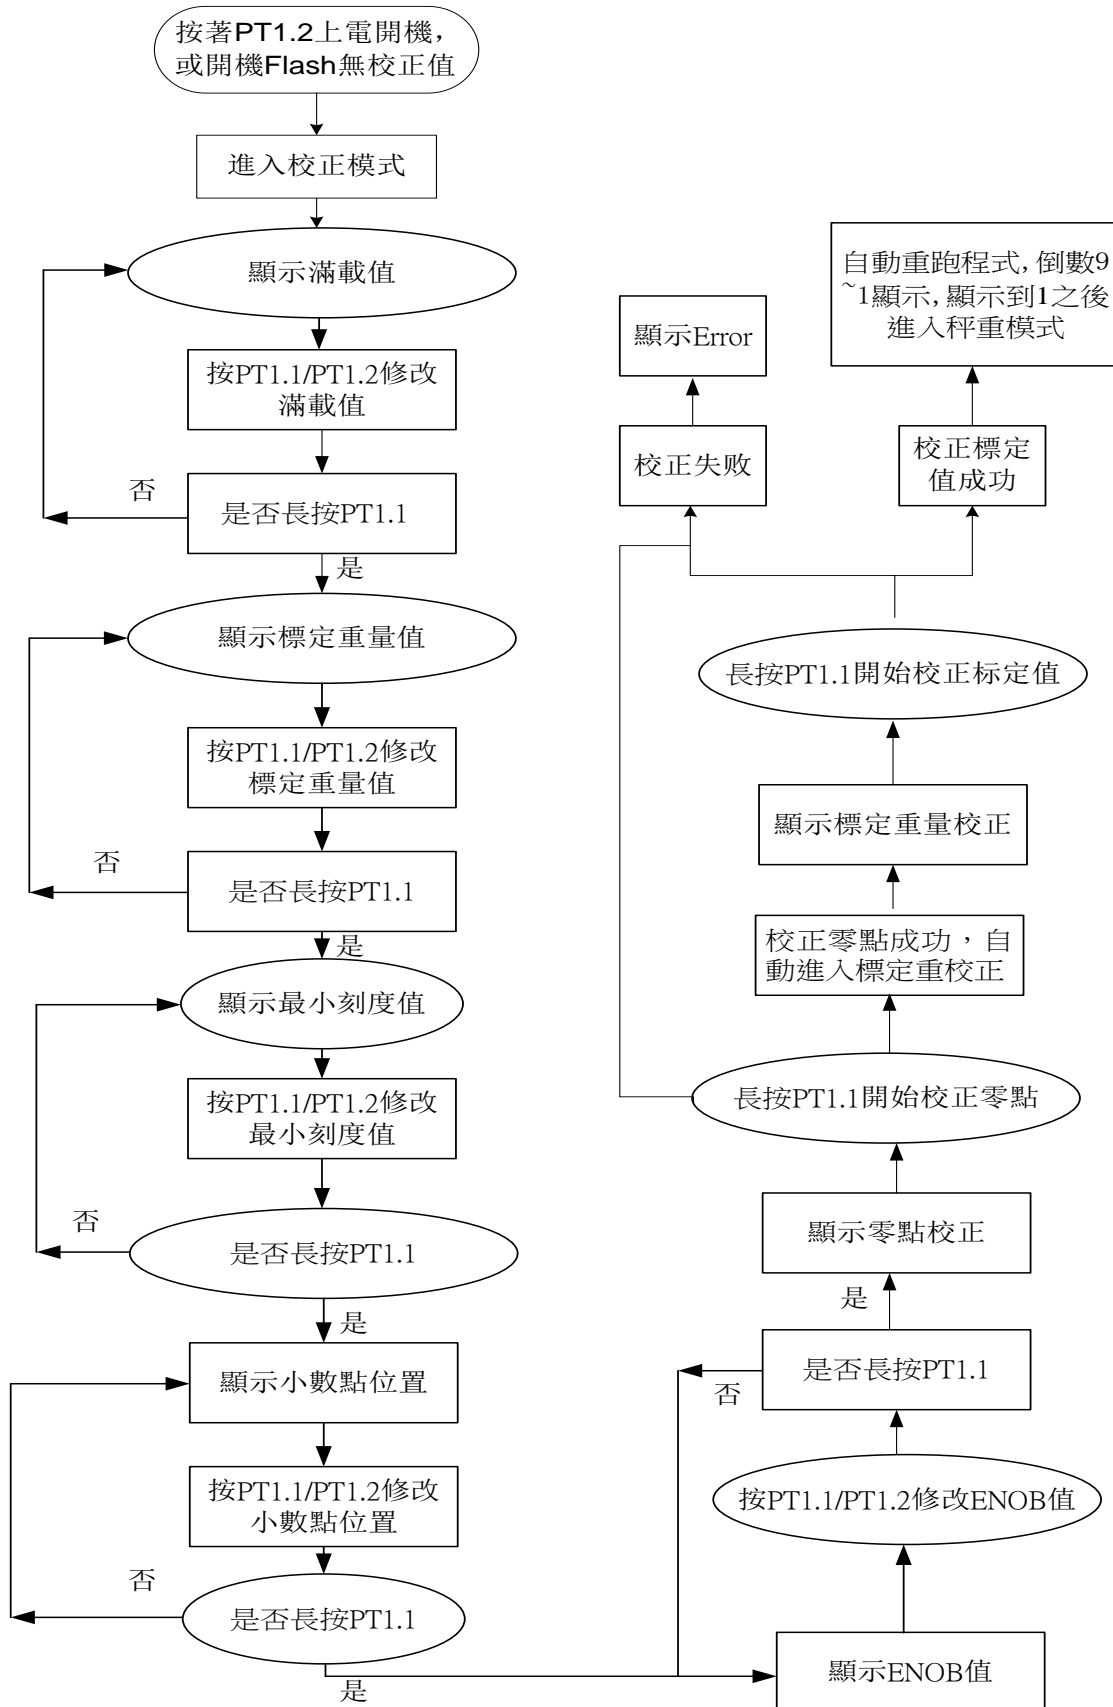 按著PT1.2上電開機，
或開機Flash無校正值
進入校正模式
顯示滿載值
按PT1.1/PT1.2修改
滿載值
是否長按PT1.1
否
是
顯示標定重量值
按PT1.1/PT1.2修改
標定重量值
是否長按PT1.1
否
是
顯示最小刻度值
按PT1.1/PT1.2修改
最小刻度值
是否長按PT1.1
否
是
顯示小數點位置
按PT1.1/PT1.2修改
小數點位置
是否長按PT1.1
否
是
顯示ENOB值
按PT1.1/PT1.2修改ENOB值
是否長按PT1.1
否
是
顯示零點校正
長按PT1.1開始校正零點
校正零點成功，自
動進入標定重校正
顯示標定重量校正
長按PT1.1開始校正标定值
校正失败
顯示Error
校正標定
值成功
自動重跑程式,倒數9
~1顯示,顯示到1之後
進入秤重模式